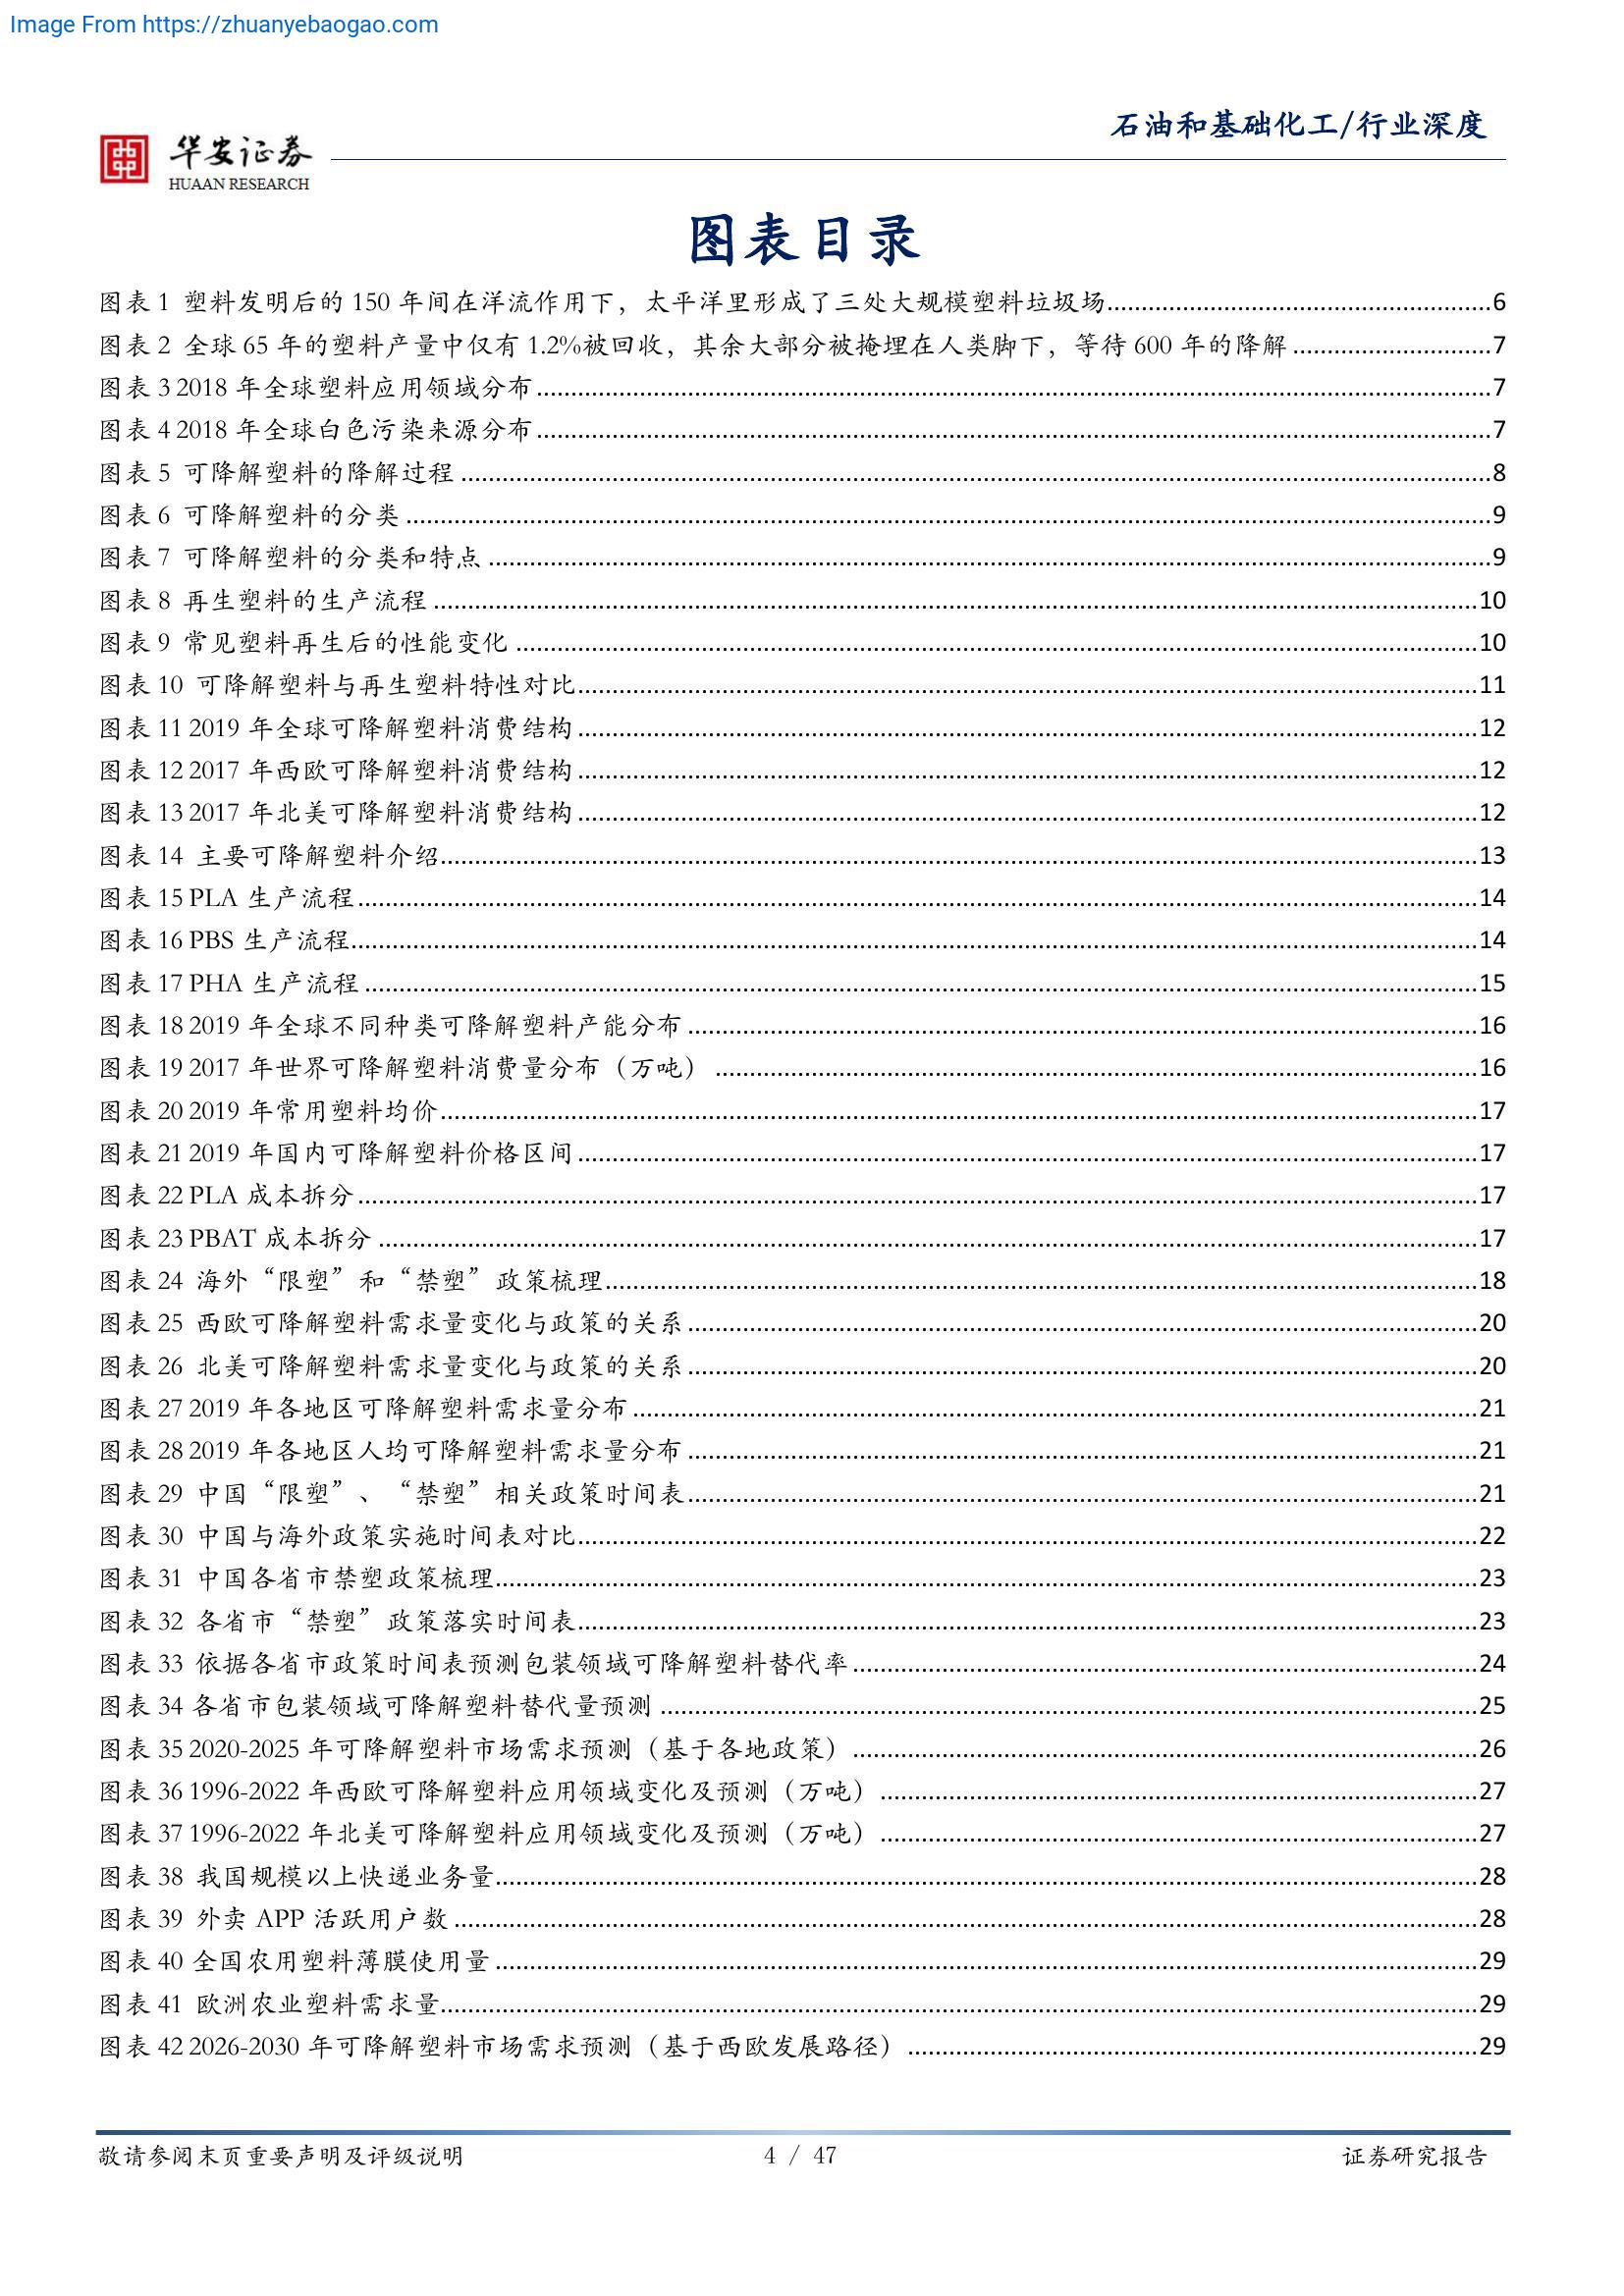 Image From https://zhuanyebaogao.com
石油和基础化工/行业深度
华安证券
HUAAN RESEARCH
图表目录
图表 1 塑料发明后的 150 年间在洋流作用下，太平洋里形成了三处大规模塑料垃圾场......6
图表 2 全球 65 年的塑料产量中仅有 1.2%被回收，其余大部分被掩埋在人类脚下，等待 600 年的降解......7
图表 3 2018 年全球塑料应用领域分布......7
图表 4 2018 年全球白色污染来源分布......7
图表 5 可降解塑料的降解过程......8
图表 6 可降解塑料的分类......9
图表 7 可降解塑料的分类和特点......9
图表 8 再生塑料的生产流程......10
图表 9 常见塑料再生后的性能变化......10
图表 10 可降解塑料与再生塑料特性对比......11
图表 11 2019 年全球可降解塑料消费结构......12
图表 12 2017 年西欧可降解塑料消费结构......12
图表 13 2017 年北美可降解塑料消费结构......12
图表 14 主要可降解塑料介绍......13
图表 15 PLA 生产流程......14
图表 16 PBS 生产流程......14
图表 17 PHA 生产流程......15
图表 18 2019 年全球不同种类可降解塑料产能分布......16
图表 19 2017 年世界可降解塑料消费量分布（万吨）......16
图表 20 2019 年常用塑料均价......17
图表 21 2019 年国内可降解塑料价格区间......17
图表 22 PLA 成本拆分......17
图表 23 PBAT 成本拆分......17
图表 24 海外“限塑”和“禁塑”政策梳理......18
图表 25 西欧可降解塑料需求量变化与政策的关系......20
图表 26 北美可降解塑料需求量变化与政策的关系......20
图表 27 2019 年各地区可降解塑料需求量分布......21
图表 28 2019 年各地区人均可降解塑料需求量分布......21
图表 29 中国“限塑”、“禁塑”相关政策时间表......21
图表 30 中国与海外政策实施时间表对比......22
图表 31 中国各省市禁塑政策梳理......23
图表 32 各省市“禁塑”政策落实时间表......23
图表 33 依据各省市政策时间表预测包装领域可降解塑料替代率......24
图表 34 各省市包装领域可降解塑料替代量预测......25
图表 35 2020-2025 年可降解塑料市场需求预测（基于各地政策）......26
图表 36 1996-2022 年西欧可降解塑料应用领域变化及预测（万吨）......27
图表 37 1996-2022 年北美可降解塑料应用领域变化及预测（万吨）......27
图表 38 我国规模以上快递业务量......28
图表 39 外卖 APP 活跃用户数......28
图表 40 全国农用塑料薄膜使用量......29
图表 41 欧洲农业塑料需求量......29
图表 42 2026-2030 年可降解塑料市场需求预测（基于西欧发展路径）......29
敬请参阅末页重要声明及评级说明 4 / 47 证券研究报告